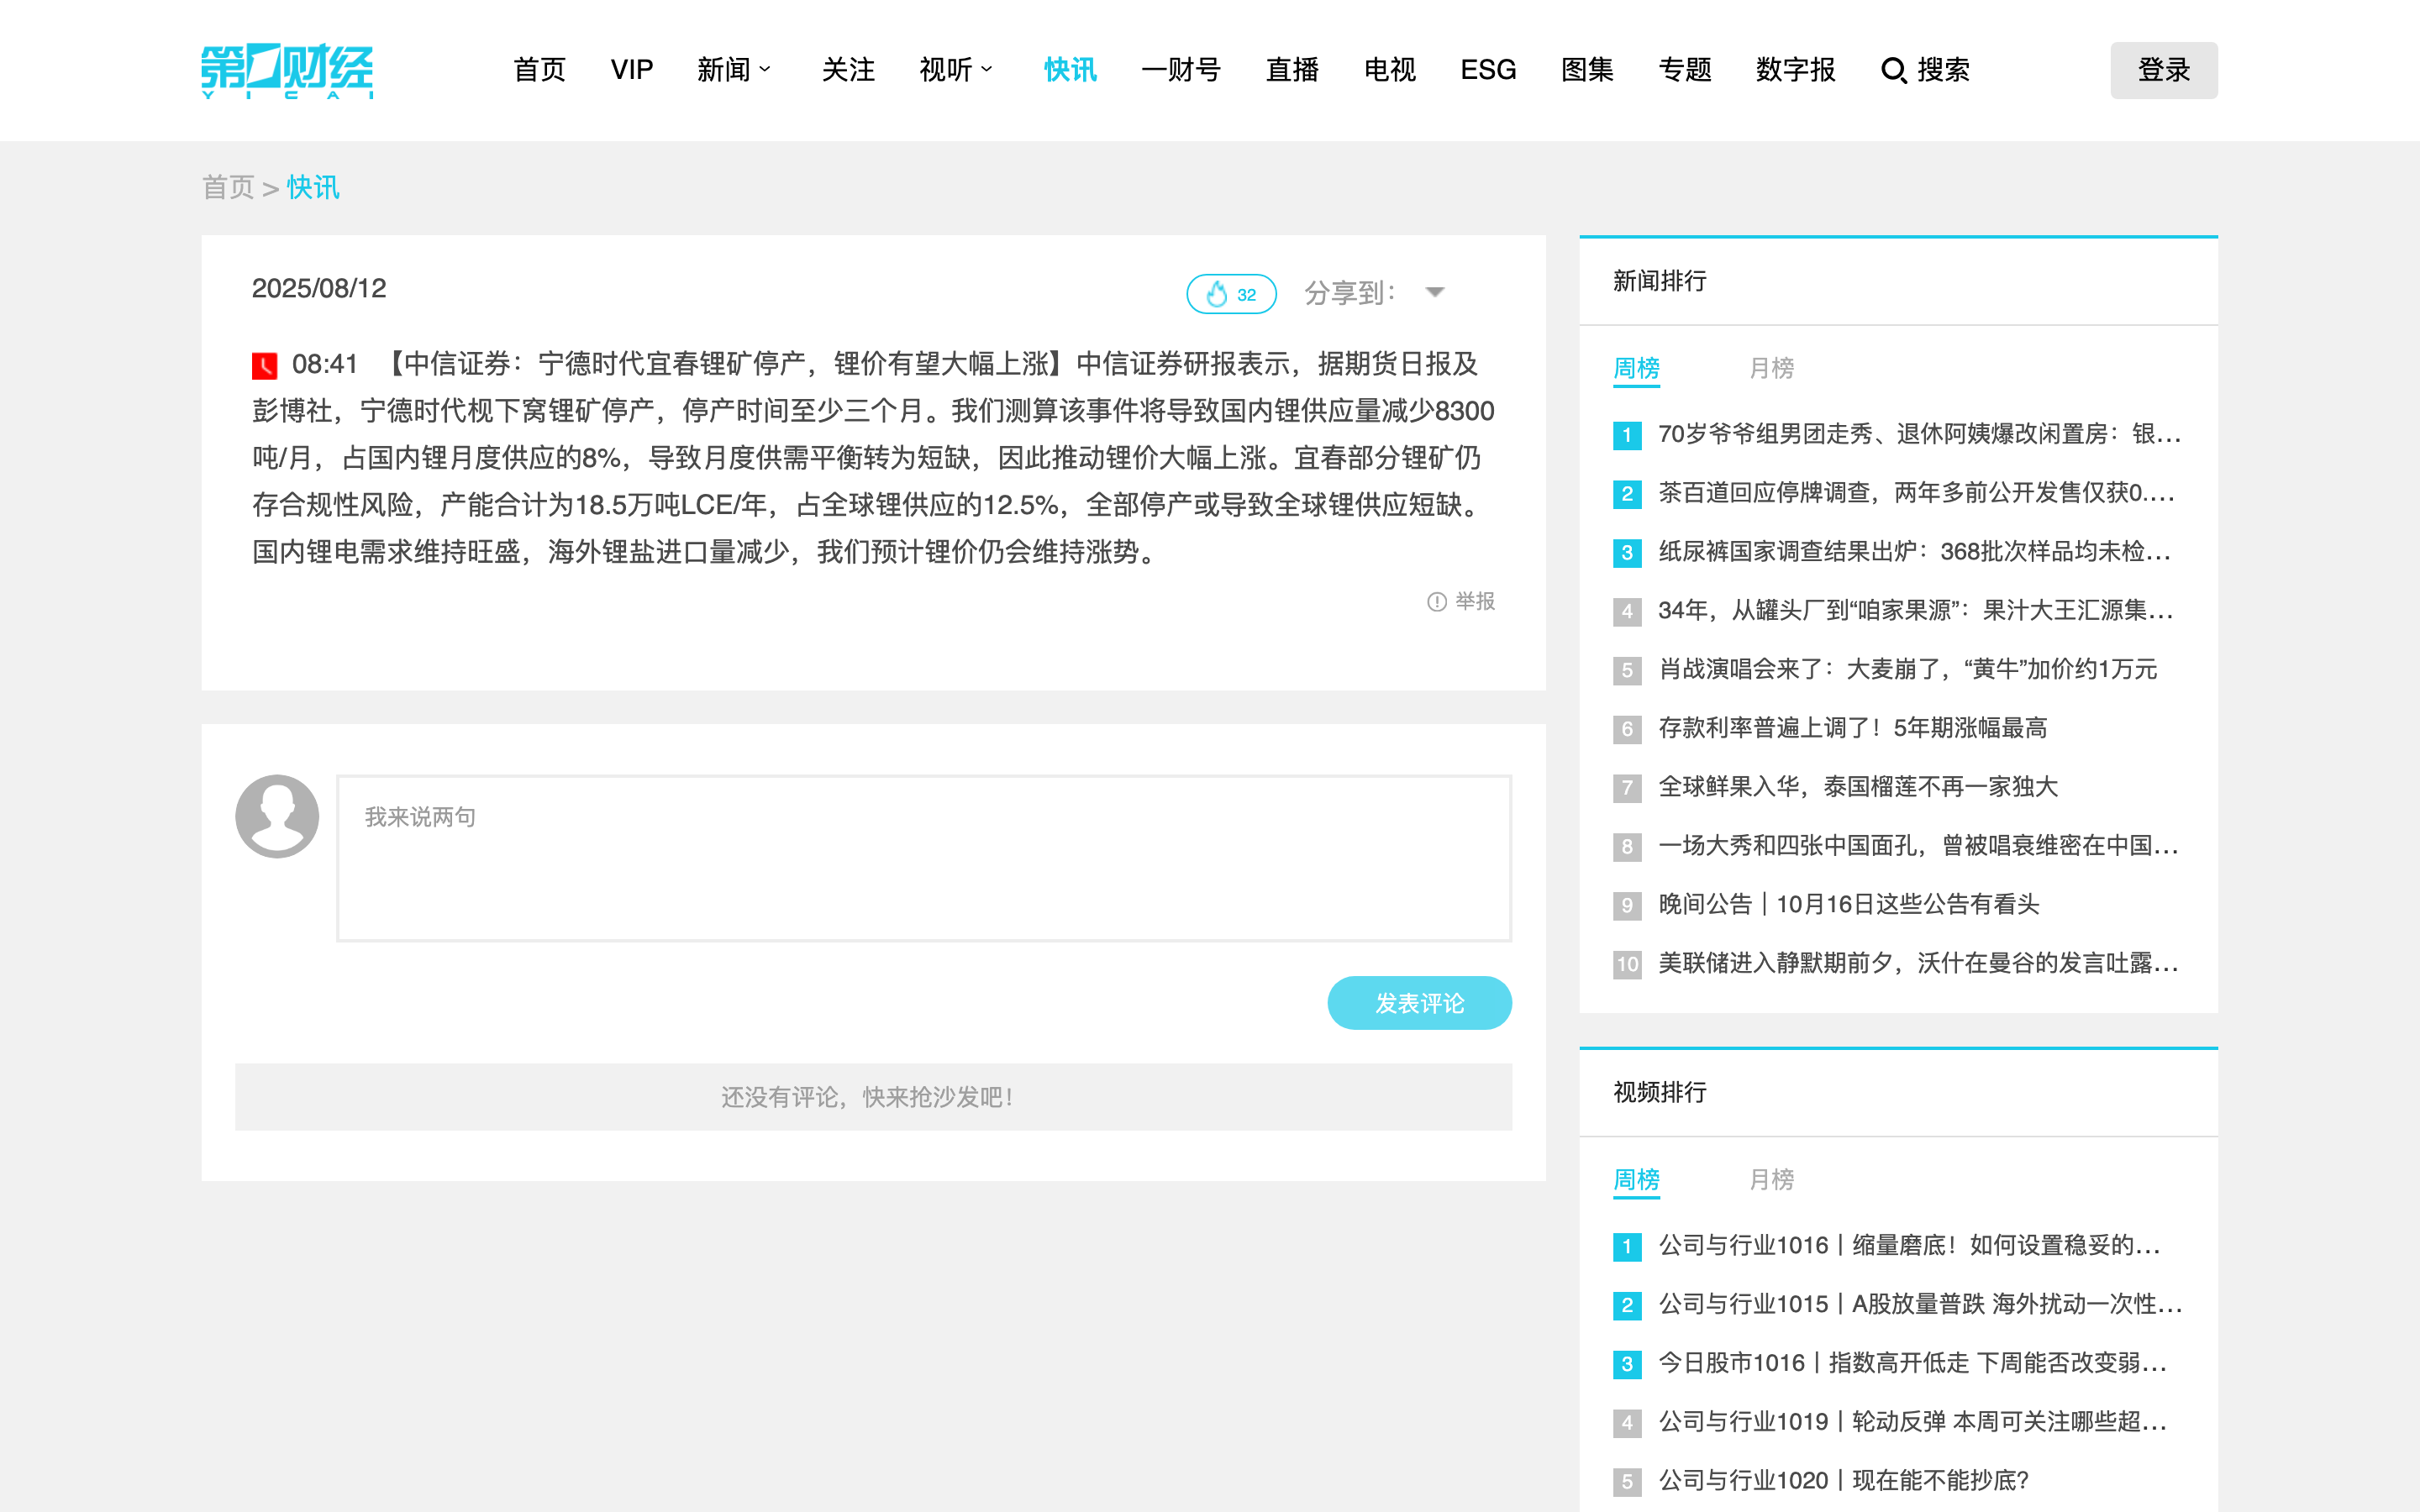 第一财经
YICAI
首页 VIP 新闻 关注 视听 快讯 一财号 直播 电视 ESG 图集 专题 数字报 搜索 登录
首页 > 快讯
2025/08/12
32 分享到：
08:41 【中信证券：宁德时代宜春锂矿停产，锂价有望大幅上涨】中信证券研报表示，据期货日报及
彭博社，宁德时代枧下窝锂矿停产，停产时间至少三个月。我们测算该事件将导致国内锂供应量减少8300
吨/月，占国内锂月度供应的8%，导致月度供需平衡转为短缺，因此推动锂价大幅上涨。宜春部分锂矿仍
存合规性风险，产能合计为18.5万吨LCE/年，占全球锂供应的12.5%，全部停产或导致全球锂供应短缺。
国内锂电需求维持旺盛，海外锂盐进口量减少，我们预计锂价仍会维持涨势。
举报
我来说两句
发表评论
还没有评论，快来抢沙发吧！
新闻排行
周榜 月榜
1 70岁爷爷组男团走秀、退休阿姨爆改闲置房：银…
2 茶百道回应停牌调查，两年多前公开发售仅获0.…
3 纸尿裤国家调查结果出炉：368批次样品均未检…
4 34年，从罐头厂到“咱家果源”：果汁大王汇源集…
5 肖战演唱会来了：大麦崩了，“黄牛”加价约1万元
6 存款利率普遍上调了！5年期涨幅最高
7 全球鲜果入华，泰国榴莲不再一家独大
8 一场大秀和四张中国面孔，曾被唱衰维密在中国…
9 晚间公告丨10月16日这些公告有看头
10 美联储进入静默期前夕，沃什在曼谷的发言吐露…
视频排行
周榜 月榜
1 公司与行业1016丨缩量磨底！如何设置稳妥的…
2 公司与行业1015丨A股放量普跌 海外扰动一次性…
3 今日股市1016丨指数高开低走 下周能否改变弱…
4 公司与行业1019丨轮动反弹 本周可关注哪些超…
5 公司与行业1020丨现在能不能抄底?